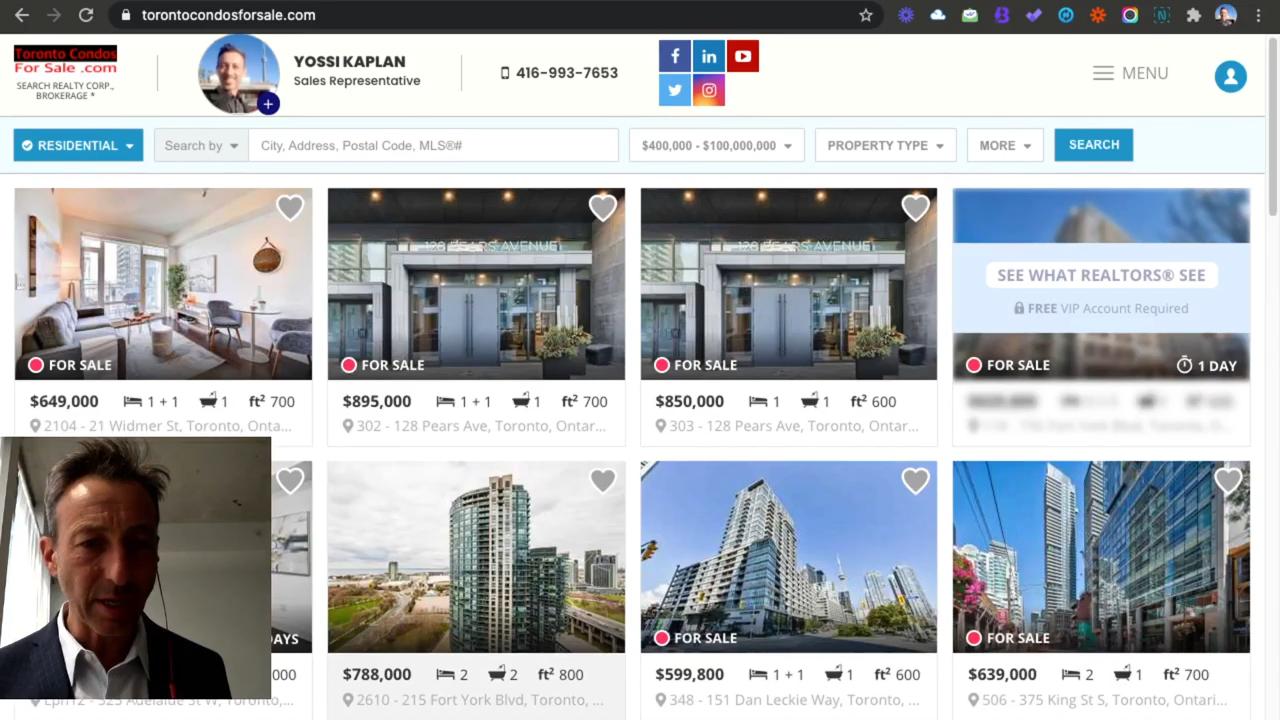 torontocondosforsale.com
Toronto Condos
For Sale .com
SEARCH REALTY CORP.,
BROKERAGE *
YOSSI KAPLAN
Sales Representative
416-993-7653
MENU
RESIDENTIAL
Search by
City, Address, Postal Code, MLS®#
$400,000 - $100,000,000
PROPERTY TYPE
MORE
SEARCH
128 PEARS AVENUE
128 PEARS AVENUE
SEE WHAT REALTORS® SEE
FREE VIP Account Required
FOR SALE
FOR SALE
FOR SALE
FOR SALE
1 DAY
$649,000 1 + 1 1 ft² 700
2104 - 21 Widmer St, Toronto, Onta...
$895,000 1 + 1 1 ft² 700
302 - 128 Pears Ave, Toronto, Ontar...
$850,000 1 1 ft² 600
303 - 128 Pears Ave, Toronto, Ontar...
DAYS
FOR SALE
FOR SALE
000
$788,000 2 2 ft² 800
2610 - 215 Fort York Blvd, Toronto, ...
$599,800 1 + 1 1 ft² 600
348 - 151 Dan Leckie Way, Toronto, ...
$639,000 2 1 ft² 700
506 - 375 King St S, Toronto, Ontari...